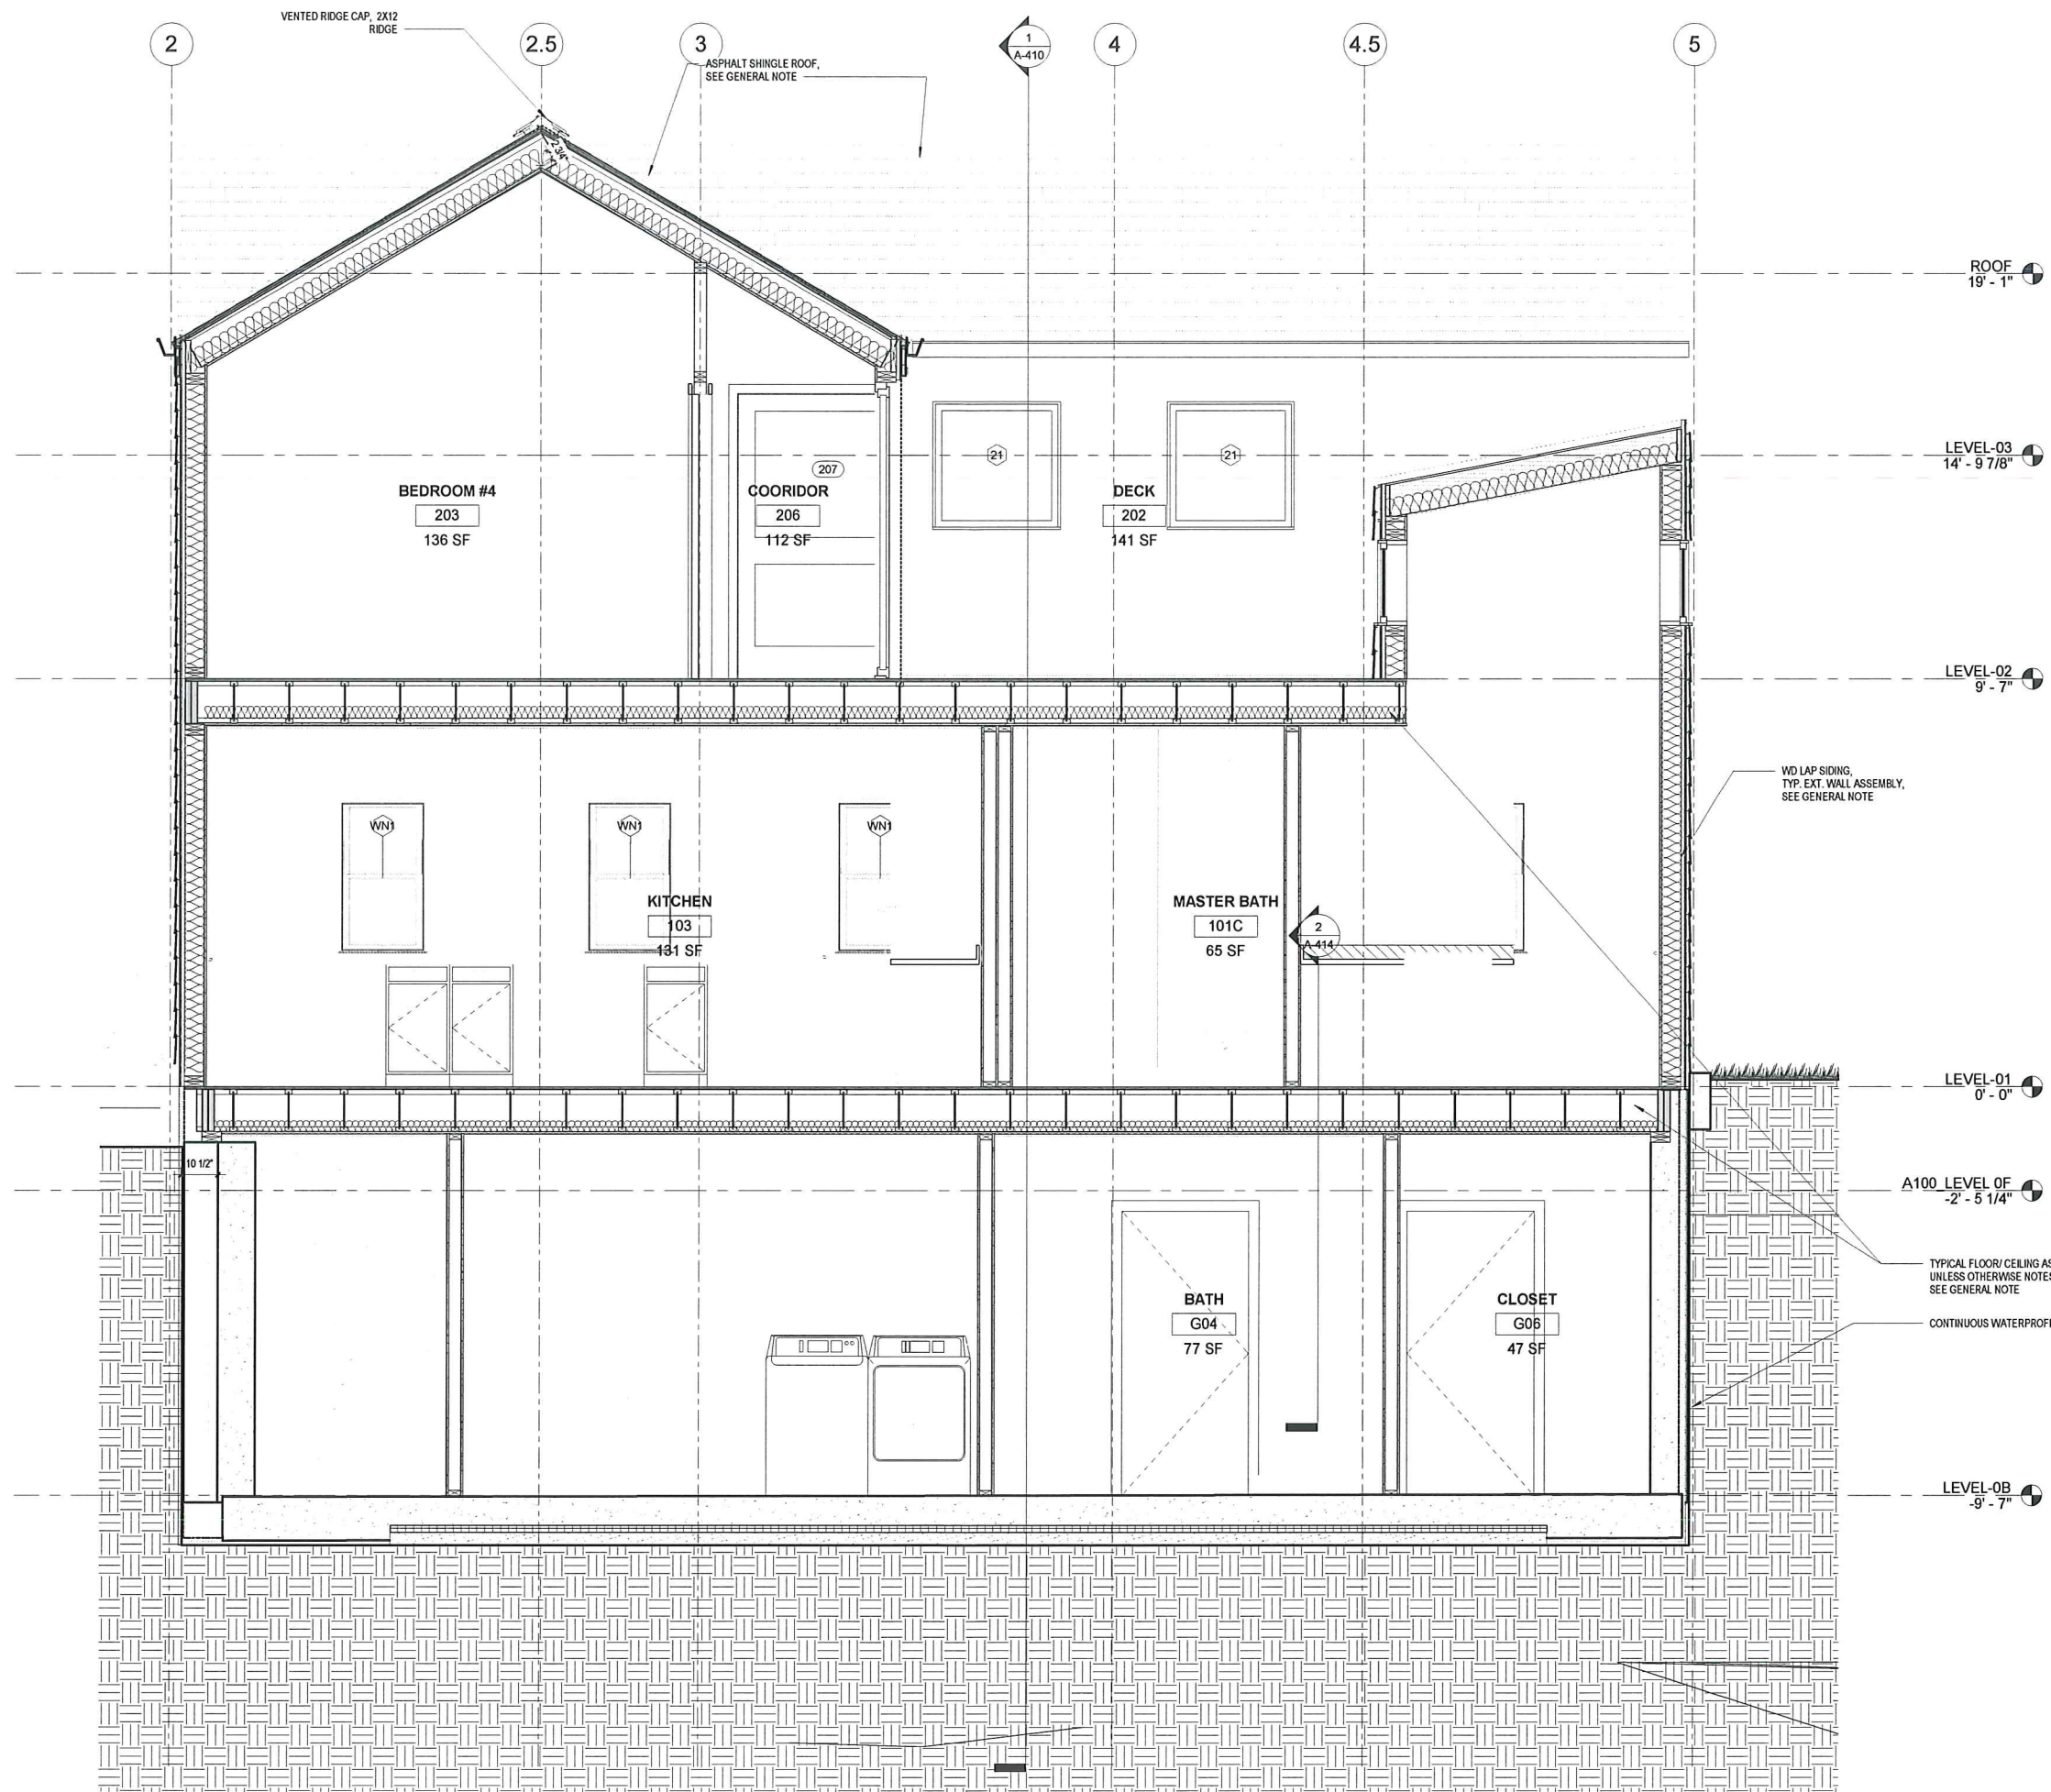 VENTED RIDGE CAP, 2X12
RIDGE
2
2.5
3
1
A-410
4
4.5
5
ASPHALT SHINGLE ROOF,
SEE GENERAL NOTE
ROOF
19' - 1"
LEVEL-03
14' - 9 7/8"
207
21
21
BEDROOM #4
203
136 SF
COORIDOR
206
112 SF
DECK
202
141 SF
LEVEL-02
9' - 7"
WD LAP SIDING,
TYP. EXT. WALL ASSEMBLY,
SEE GENERAL NOTE
WN1
WN1
WN1
KITCHEN
103
131 SF
MASTER BATH
101C
65 SF
2
A-414
LEVEL-01
0' - 0"
10 1/2"
A100_LEVEL 0F
-2' - 5 1/4"
TYPICAL FLOOR/ CEILING AS
UNLESS OTHERWISE NOTES
SEE GENERAL NOTE
BATH
G04
77 SF
CLOSET
G06
47 SF
CONTINUOUS WATERPROFI
LEVEL-0B
-9' - 7"